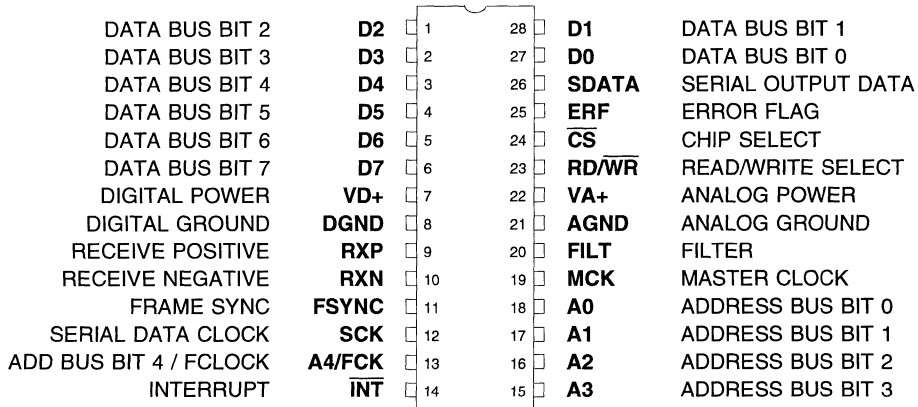 DATA BUS BIT 2 D2 1 28 D1 DATA BUS BIT 1
DATA BUS BIT 3 D3 2 27 D0 DATA BUS BIT 0
DATA BUS BIT 4 D4 3 26 SDATA SERIAL OUTPUT DATA
DATA BUS BIT 5 D5 4 25 ERF ERROR FLAG
DATA BUS BIT 6 D6 5 24 C̅S̅ CHIP SELECT
DATA BUS BIT 7 D7 6 23 RD/W̅R̅ READ/WRITE SELECT
DIGITAL POWER VD+ 7 22 VA+ ANALOG POWER
DIGITAL GROUND DGND 8 21 AGND ANALOG GROUND
RECEIVE POSITIVE RXP 9 20 FILT FILTER
RECEIVE NEGATIVE RXN 10 19 MCK MASTER CLOCK
FRAME SYNC FSYNC 11 18 A0 ADDRESS BUS BIT 0
SERIAL DATA CLOCK SCK 12 17 A1 ADDRESS BUS BIT 1
ADD BUS BIT 4 / FCLOCK A4/FCK 13 16 A2 ADDRESS BUS BIT 2
INTERRUPT I̅N̅T̅ 14 15 A3 ADDRESS BUS BIT 3